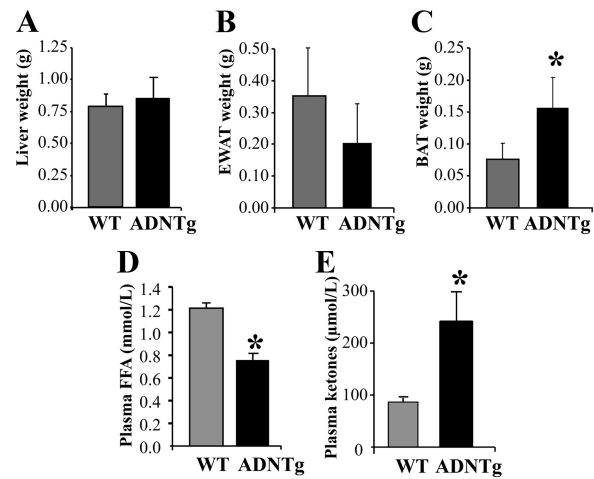 A
Liver weight (g)
1.25
1.00
0.75
0.50
0.25
0.00
WT ADNTg
B
EWAT weight (g)
0.50
0.40
0.30
0.20
0.10
0.00
WT ADNTg
C
BAT weight (g)
0.25
0.20
0.15
0.10
0.05
0.00
*
WT ADNTg
D
Plasma FFA (mmol/L)
1.4
1.2
1.0
0.8
0.6
0.4
0.2
0.0
*
WT ADNTg
E
Plasma ketones (µmol/L)
300
200
100
0
*
WT ADNTg